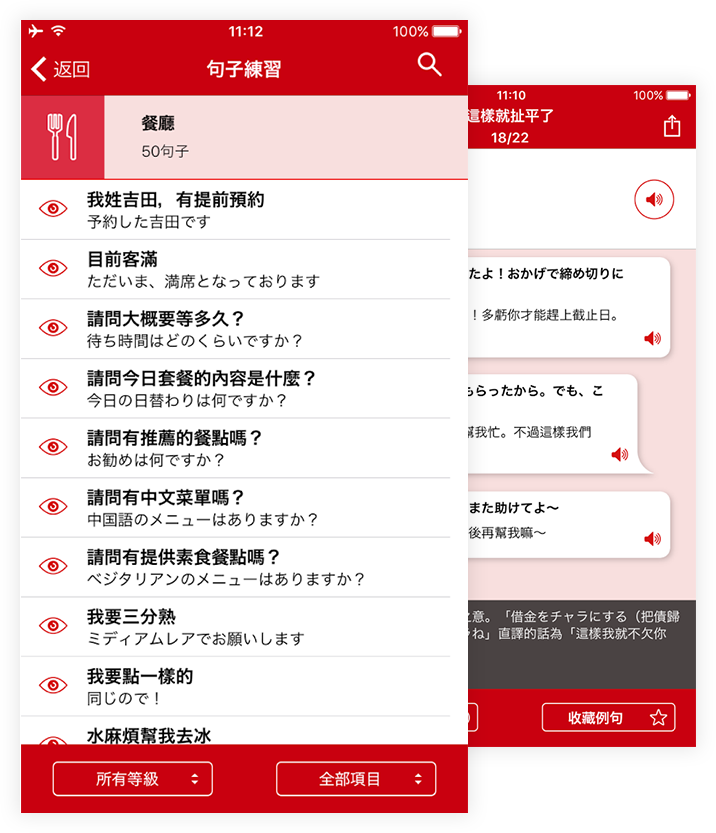 11:12
100%
返回
句子練習
餐廳
50句子
我姓吉田，有提前預約
予約した吉田です
目前客滿
ただいま、満席となっております
請問大概要等多久？
待ち時間はどのくらいですか？
請問今日套餐的內容是什麼？
今日の日替わりは何ですか？
請問有推薦的餐點嗎？
お勧めは何ですか？
請問有中文菜單嗎？
中国語のメニューはありますか？
請問有提供素食餐點嗎？
ベジタリアンのメニューはありますか？
我要三分熟
ミディアムレアでお願いします
我要點一樣的
同じので！
水麻煩幫我去冰
所有等級
全部項目
11:10
100%
這樣就扯平了
18/22
たよ！おかげで締め切りに
！多虧你才能趕上截止日。
もらったから。でも、こ
幫我忙。不過這樣我們
また助けてよ～
後再幫我嘛～
之意。「借金をチャラにする（把債歸
ラね」直譯的話為「這樣我就不欠你
收藏例句